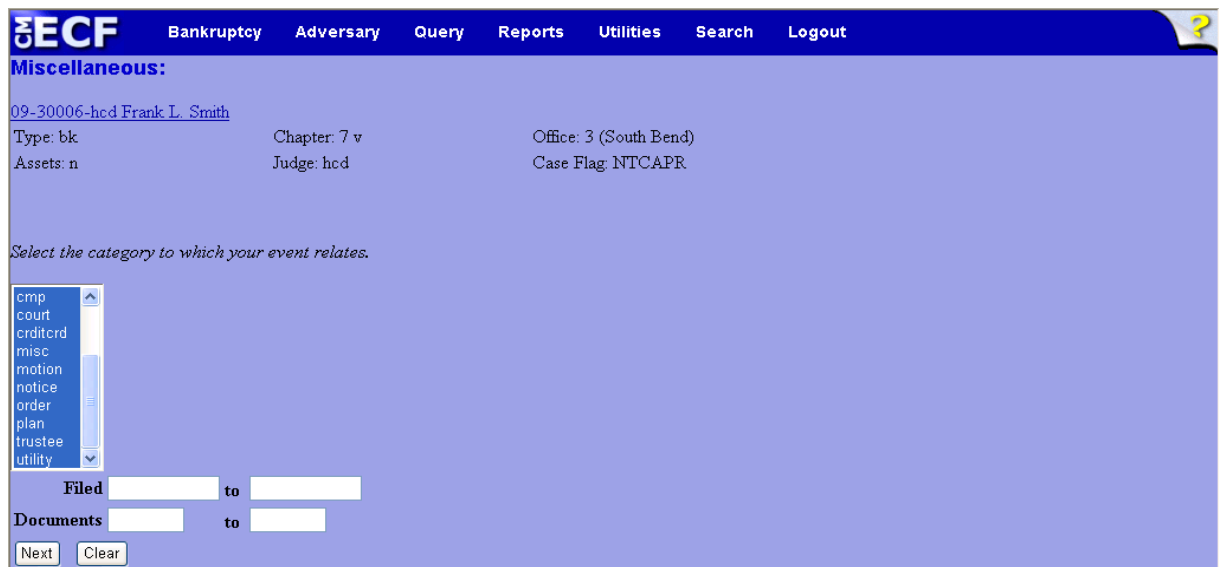 CM ECF Bankruptcy Adversary Query Reports Utilities Search Logout ?
Miscellaneous:
09-30006-hcd Frank L. Smith
Type: bk Chapter: 7 v Office: 3 (South Bend)
Assets: n Judge: hcd Case Flag: NTCAPR
Select the category to which your event relates.
cmp
court
crditcrd
misc
motion
notice
order
plan
trustee
utility
Filed to
Documents to
Next Clear